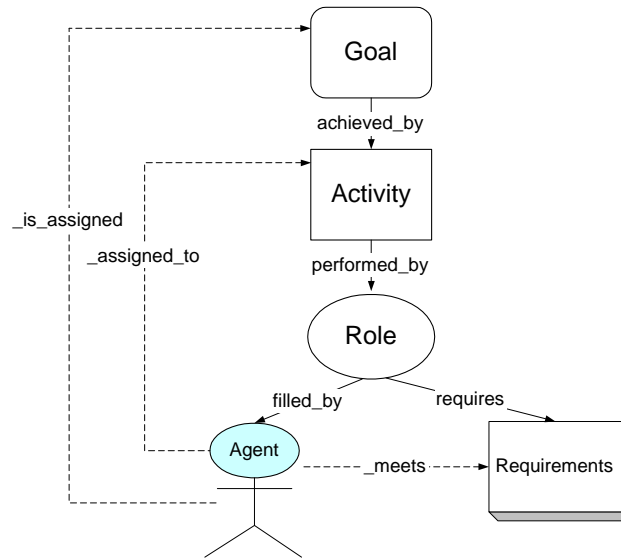 Goal
achieved_by
Activity
_is_assigned
_assigned_to
performed_by
Role
filled_by
requires
Agent
_meets
Requirements